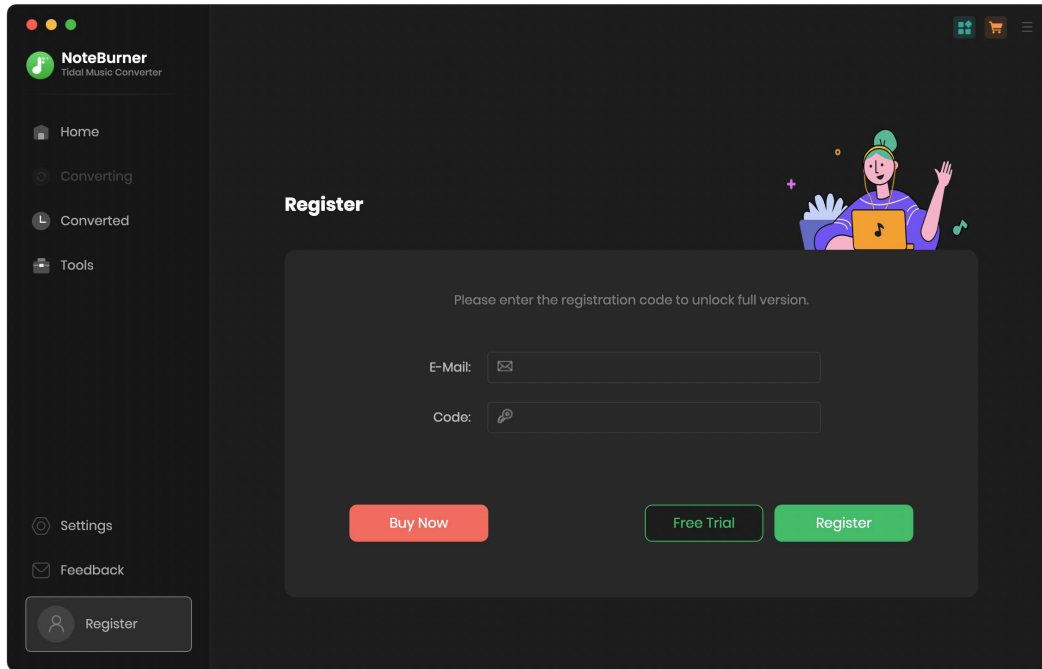 NoteBurner
Tidal Music Converter
Home
Converting
Converted
Tools
Settings
Feedback
Register
Register
Please enter the registration code to unlock full version.
E-Mail:
Code:
Buy Now
Free Trial
Register